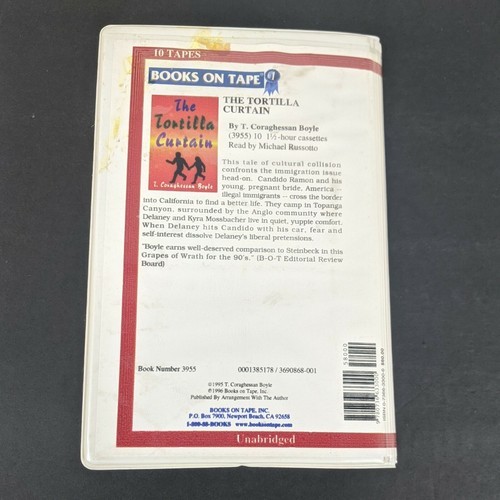 10 TAPES
BOOKS ON TAPE #1
The
Tortilla
Curtain
T. Coraghessan Boyle
THE TORTILLA
CURTAIN
By T. Coraghessan Boyle
(3955) 10 1½-hour cassettes
Read by Michael Russotto
This tale of cultural collision
confronts the immigration issue
head-on. Candido Ramon and his
young, pregnant bride, America –
illegal immigrants – cross the border
into California to find a better life. They camp in Topanga
Canyon, surrounded by the Anglo community where
Delaney and Kyra Mossbacher live in quiet, yuppie comfort.
When Delaney hits Candido with his car, fear and
self-interest dissolve Delaney's liberal pretensions.
"Boyle earns well-deserved comparison to Steinbeck in this
Grapes of Wrath for the 90's." (B-O-T Editorial Review
Board)
Book Number 3955
0001385178 / 3690868-001
©1995 T. Coraghessan Boyle
℗1996 Books on Tape, Inc.
Published By Arrangement With The Author
BOOKS ON TAPE, INC.
P.O. Box 7900, Newport Beach, CA 92658
1-800-88-BOOKS www.booksontape.com
Unabridged